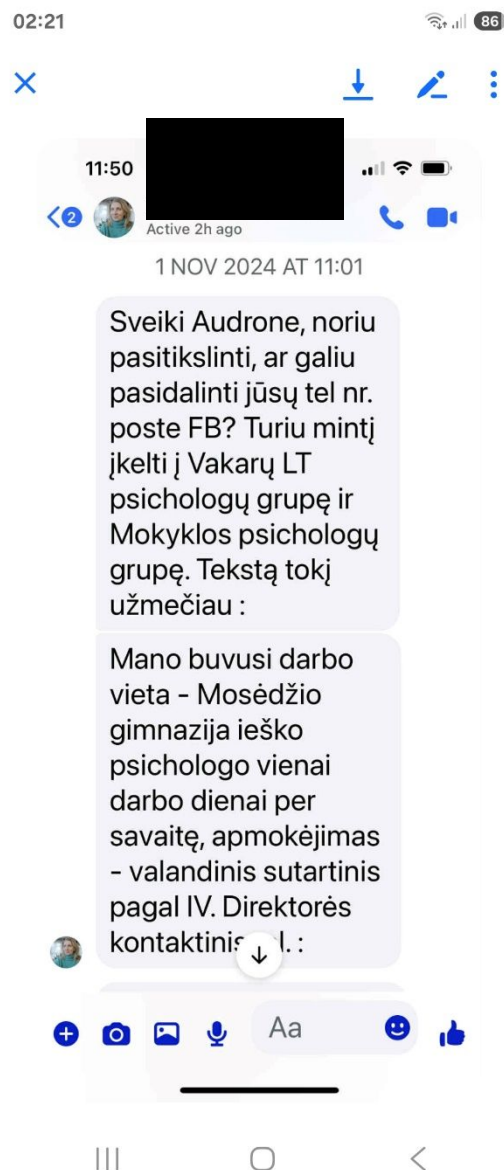 02:21
86
11:50
2
Active 2h ago
1 NOV 2024 AT 11:01
Sveiki Audrone, noriu
pasitikslinti, ar galiu
pasidalinti jūsų tel nr.
poste FB? Turiu mintį
įkelti į Vakarų LT
psichologų grupę ir
Mokyklos psichologų
grupę. Tekstą tokį
užmečiau :
Mano buvusi darbo
vieta - Mosėdžio
gimnazija ieško
psichologo vienai
darbo dienai per
savaitę, apmokėjimas
- valandinis sutartinis
pagal IV. Direktorės
kontaktinis l. :
Aa